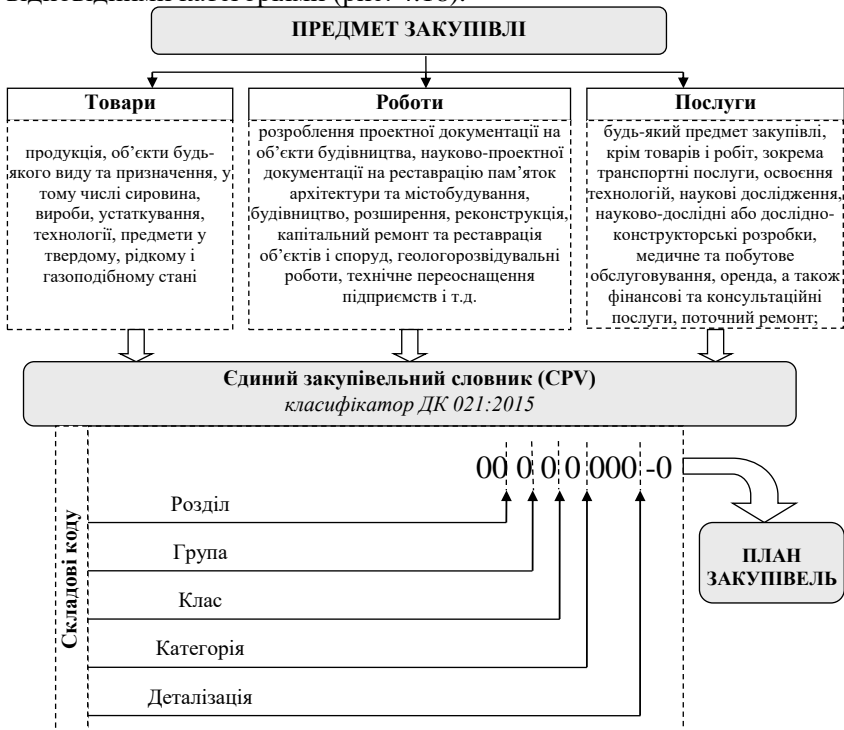 ПРЕДМЕТ ЗАКУПІВЛІ
Товари
продукція, об’єкти будь-
якого виду та призначення, у
тому числі сировина,
вироби, устаткування,
технології, предмети у
твердому, рідкому і
газоподібному стані
Роботи
розроблення проектної документації на
об’єкти будівництва, науково-проектної
документації на реставрацію пам’яток
архітектури та містобудування,
будівництво, розширення, реконструкція,
капітальний ремонт та реставрація
об’єктів і споруд, геологорозвідувальні
роботи, технічне переоснащення
підприємств і т.д.
Послуги
будь-який предмет закупівлі,
крім товарів і робіт, зокрема
транспортні послуги, освоєння
технологій, наукові дослідження,
науково-дослідні або дослідно-
конструкторські розробки,
медичне та побутове
обслуговування, оренда, а також
фінансові та консультаційні
послуги, поточний ремонт;
Єдиний закупівельний словник (CPV)
класифікатор ДК 021:2015
Складові коду
00 0 0 0 000 -0
Розділ
Група
Клас
Категорія
Деталізація
ПЛАН
ЗАКУПІВЕЛЬ